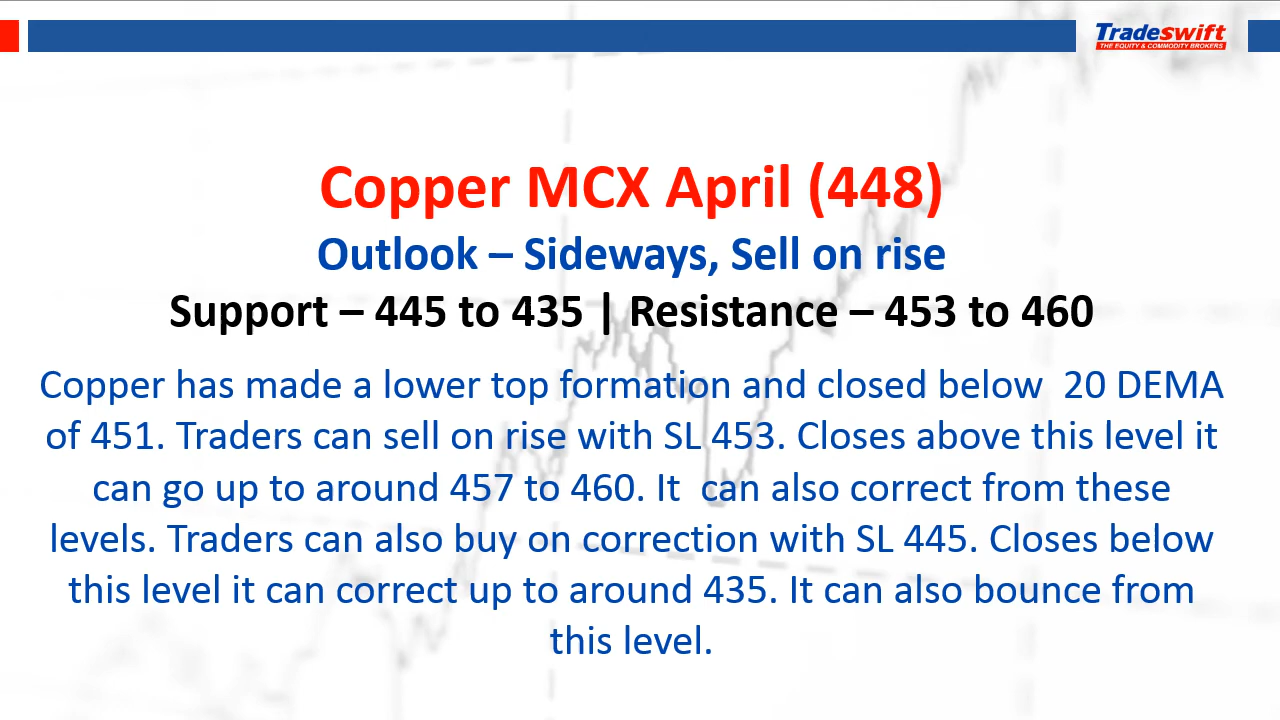 Tradeswift
THE EQUITY & COMMODITY BROKERS
Copper MCX April (448)
Outlook – Sideways, Sell on rise
Support – 445 to 435 | Resistance – 453 to 460
Copper has made a lower top formation and closed below  20 DEMA
of 451. Traders can sell on rise with SL 453. Closes above this level it
can go up to around 457 to 460. It  can also correct from these
levels. Traders can also buy on correction with SL 445. Closes below
this level it can correct up to around 435. It can also bounce from
this level.